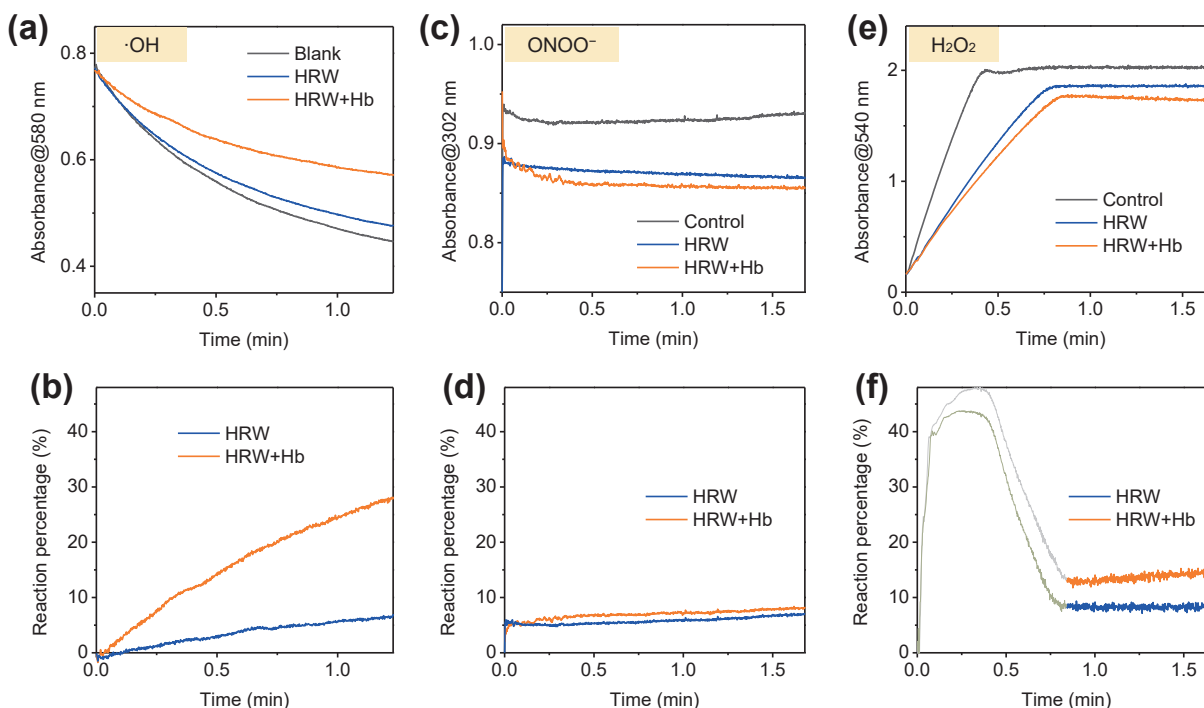 (a)
·OH
Blank
HRW
HRW+Hb
0.8
0.6
0.4
Absorbance@580 nm
0.0
0.5
1.0
Time (min)
(c)
ONOO⁻
1.0
0.9
0.8
Absorbance@302 nm
Control
HRW
HRW+Hb
0.0
0.5
1.0
1.5
Time (min)
(e)
H₂O₂
2
1
0
Absorbance@540 nm
Control
HRW
HRW+Hb
0.0
0.5
1.0
1.5
Time (min)
(b)
HRW
HRW+Hb
40
30
20
10
0
Reaction percentage (%)
0.0
0.5
1.0
Time (min)
(d)
HRW
HRW+Hb
40
30
20
10
0
Reaction percentage (%)
0.0
0.5
1.0
1.5
Time (min)
(f)
HRW
HRW+Hb
40
30
20
10
0
Reaction percentage (%)
0.0
0.5
1.0
1.5
Time (min)